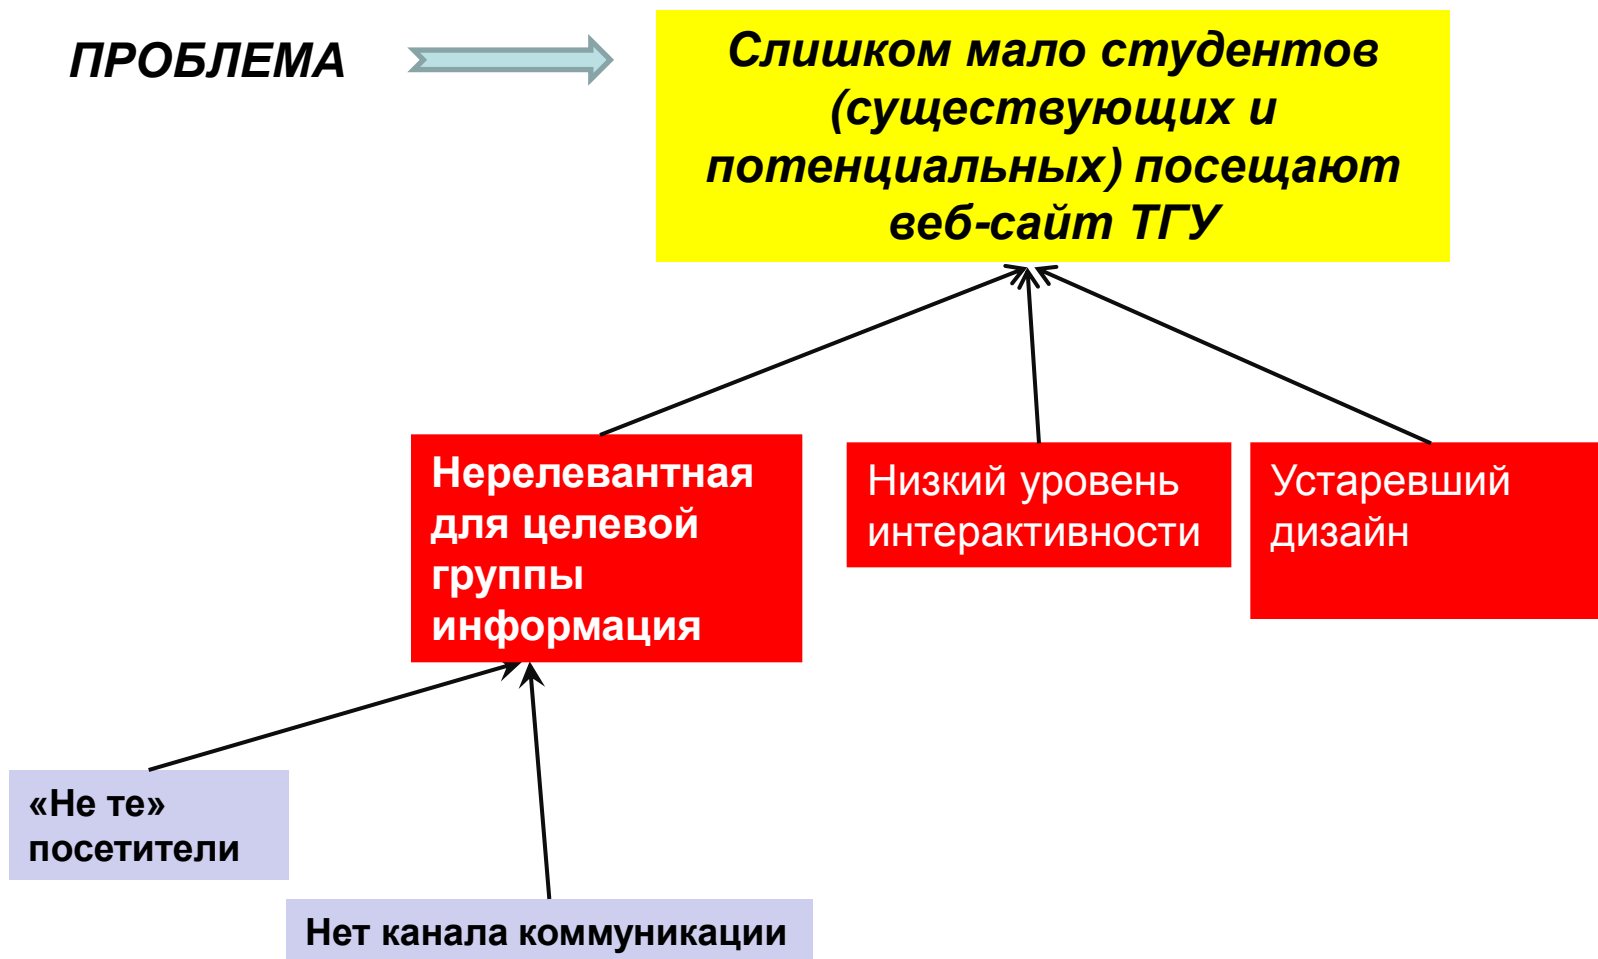 ПРОБЛЕМА
Слишком мало студентов
(существующих и
потенциальных) посещают
веб-сайт ТГУ
Нерелевантная
для целевой
группы
информация
Низкий уровень
интерактивности
Устаревший
дизайн
«Не те»
посетители
Нет канала коммуникации